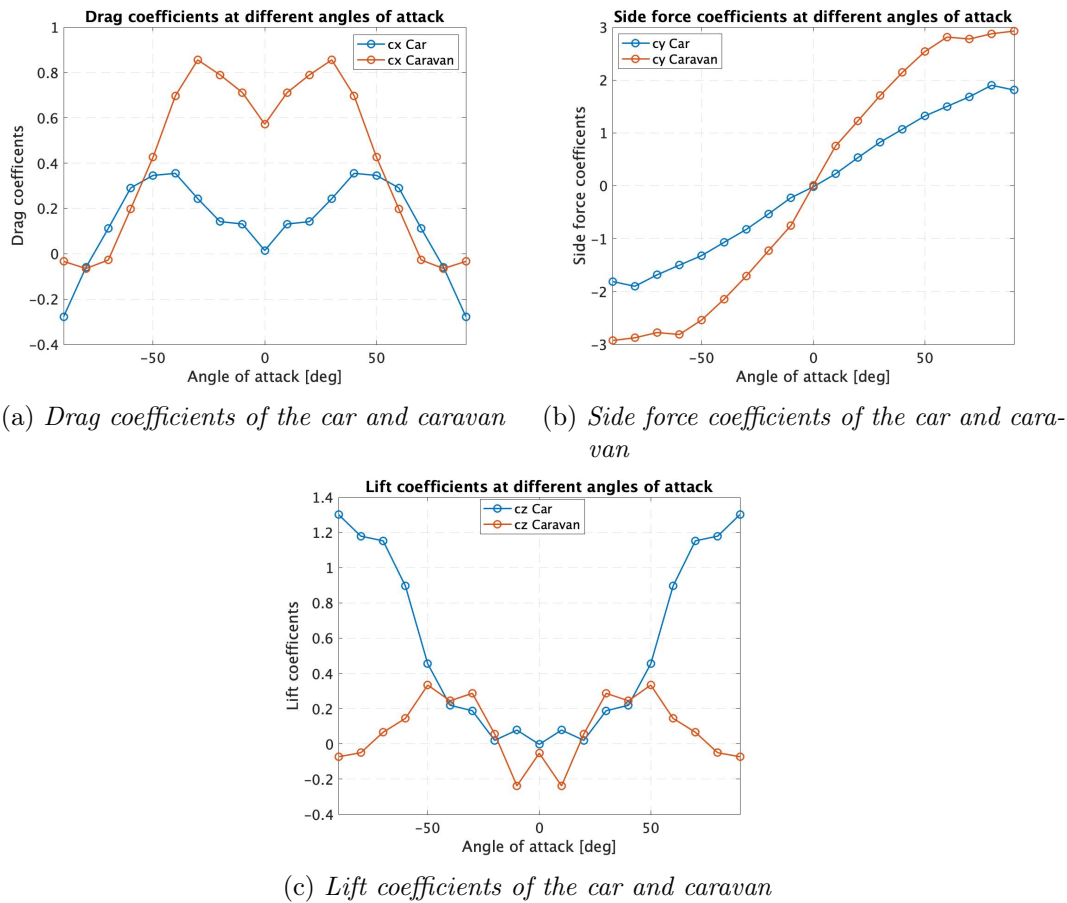 Drag coefficients at different angles of attack
cx Car
cx Caravan
1
0.8
0.6
0.4
0.2
0
−0.2
−0.4
Drag coefficients
−50
0
50
Angle of attack [deg]
(a) Drag coefficients of the car and caravan
Side force coefficients at different angles of attack
cy Car
cy Caravan
3
2
1
0
−1
−2
−3
Side force coefficents
−50
0
50
Angle of attack [deg]
(b) Side force coefficients of the car and cara-
van
Lift coefficients at different angles of attack
cz Car
cz Caravan
1.4
1.2
1
0.8
0.6
0.4
0.2
0
−0.2
−0.4
Lift coefficents
−50
0
50
Angle of attack [deg]
(c) Lift coefficients of the car and caravan